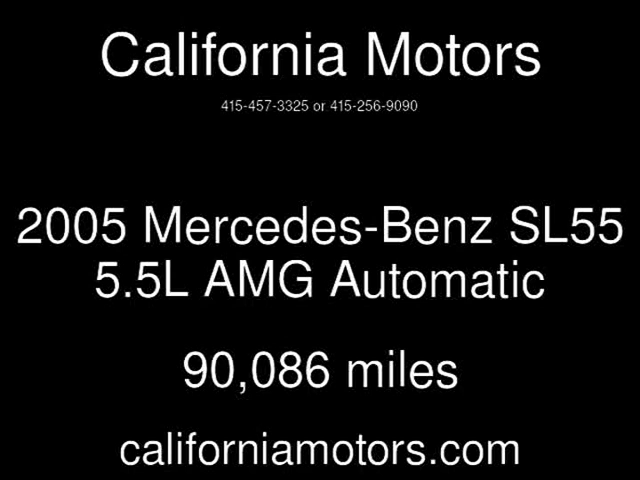 California Motors
415-457-3325 or 415-256-9090
2005 Mercedes-Benz SL55
5.5L AMG Automatic
90,086 miles
californiamotors.com